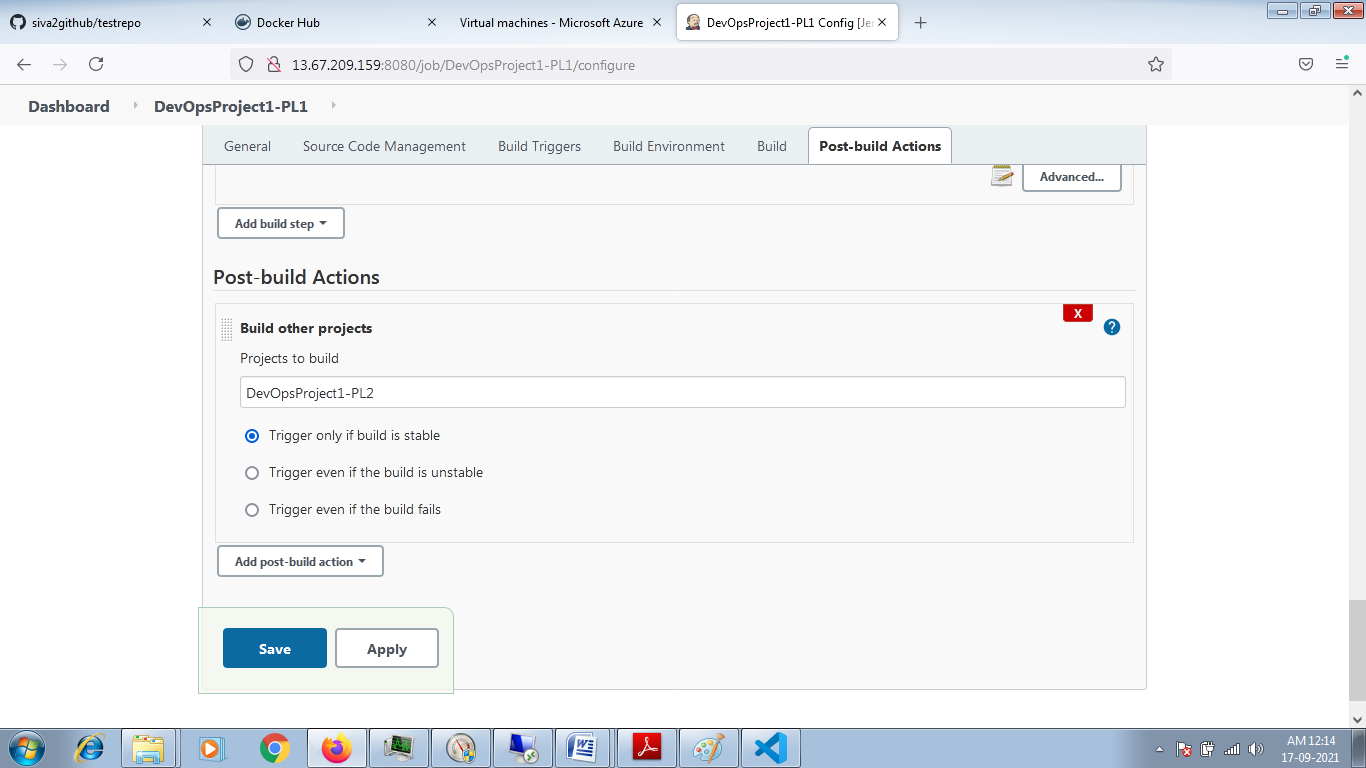 siva2github/testrepo
Docker Hub
Virtual machines - Microsoft Azure
DevOpsProject1-PL1 Config [Jen
13.67.209.159:8080/job/DevOpsProject1-PL1/configure
Dashboard
DevOpsProject1-PL1
General
Source Code Management
Build Triggers
Build Environment
Build
Post-build Actions
Advanced...
Add build step
Post-build Actions
X
Build other projects
?
Projects to build
DevOpsProject1-PL2
Trigger only if build is stable
Trigger even if the build is unstable
Trigger even if the build fails
Add post-build action
Save
Apply
AM 12:14
17-09-2021